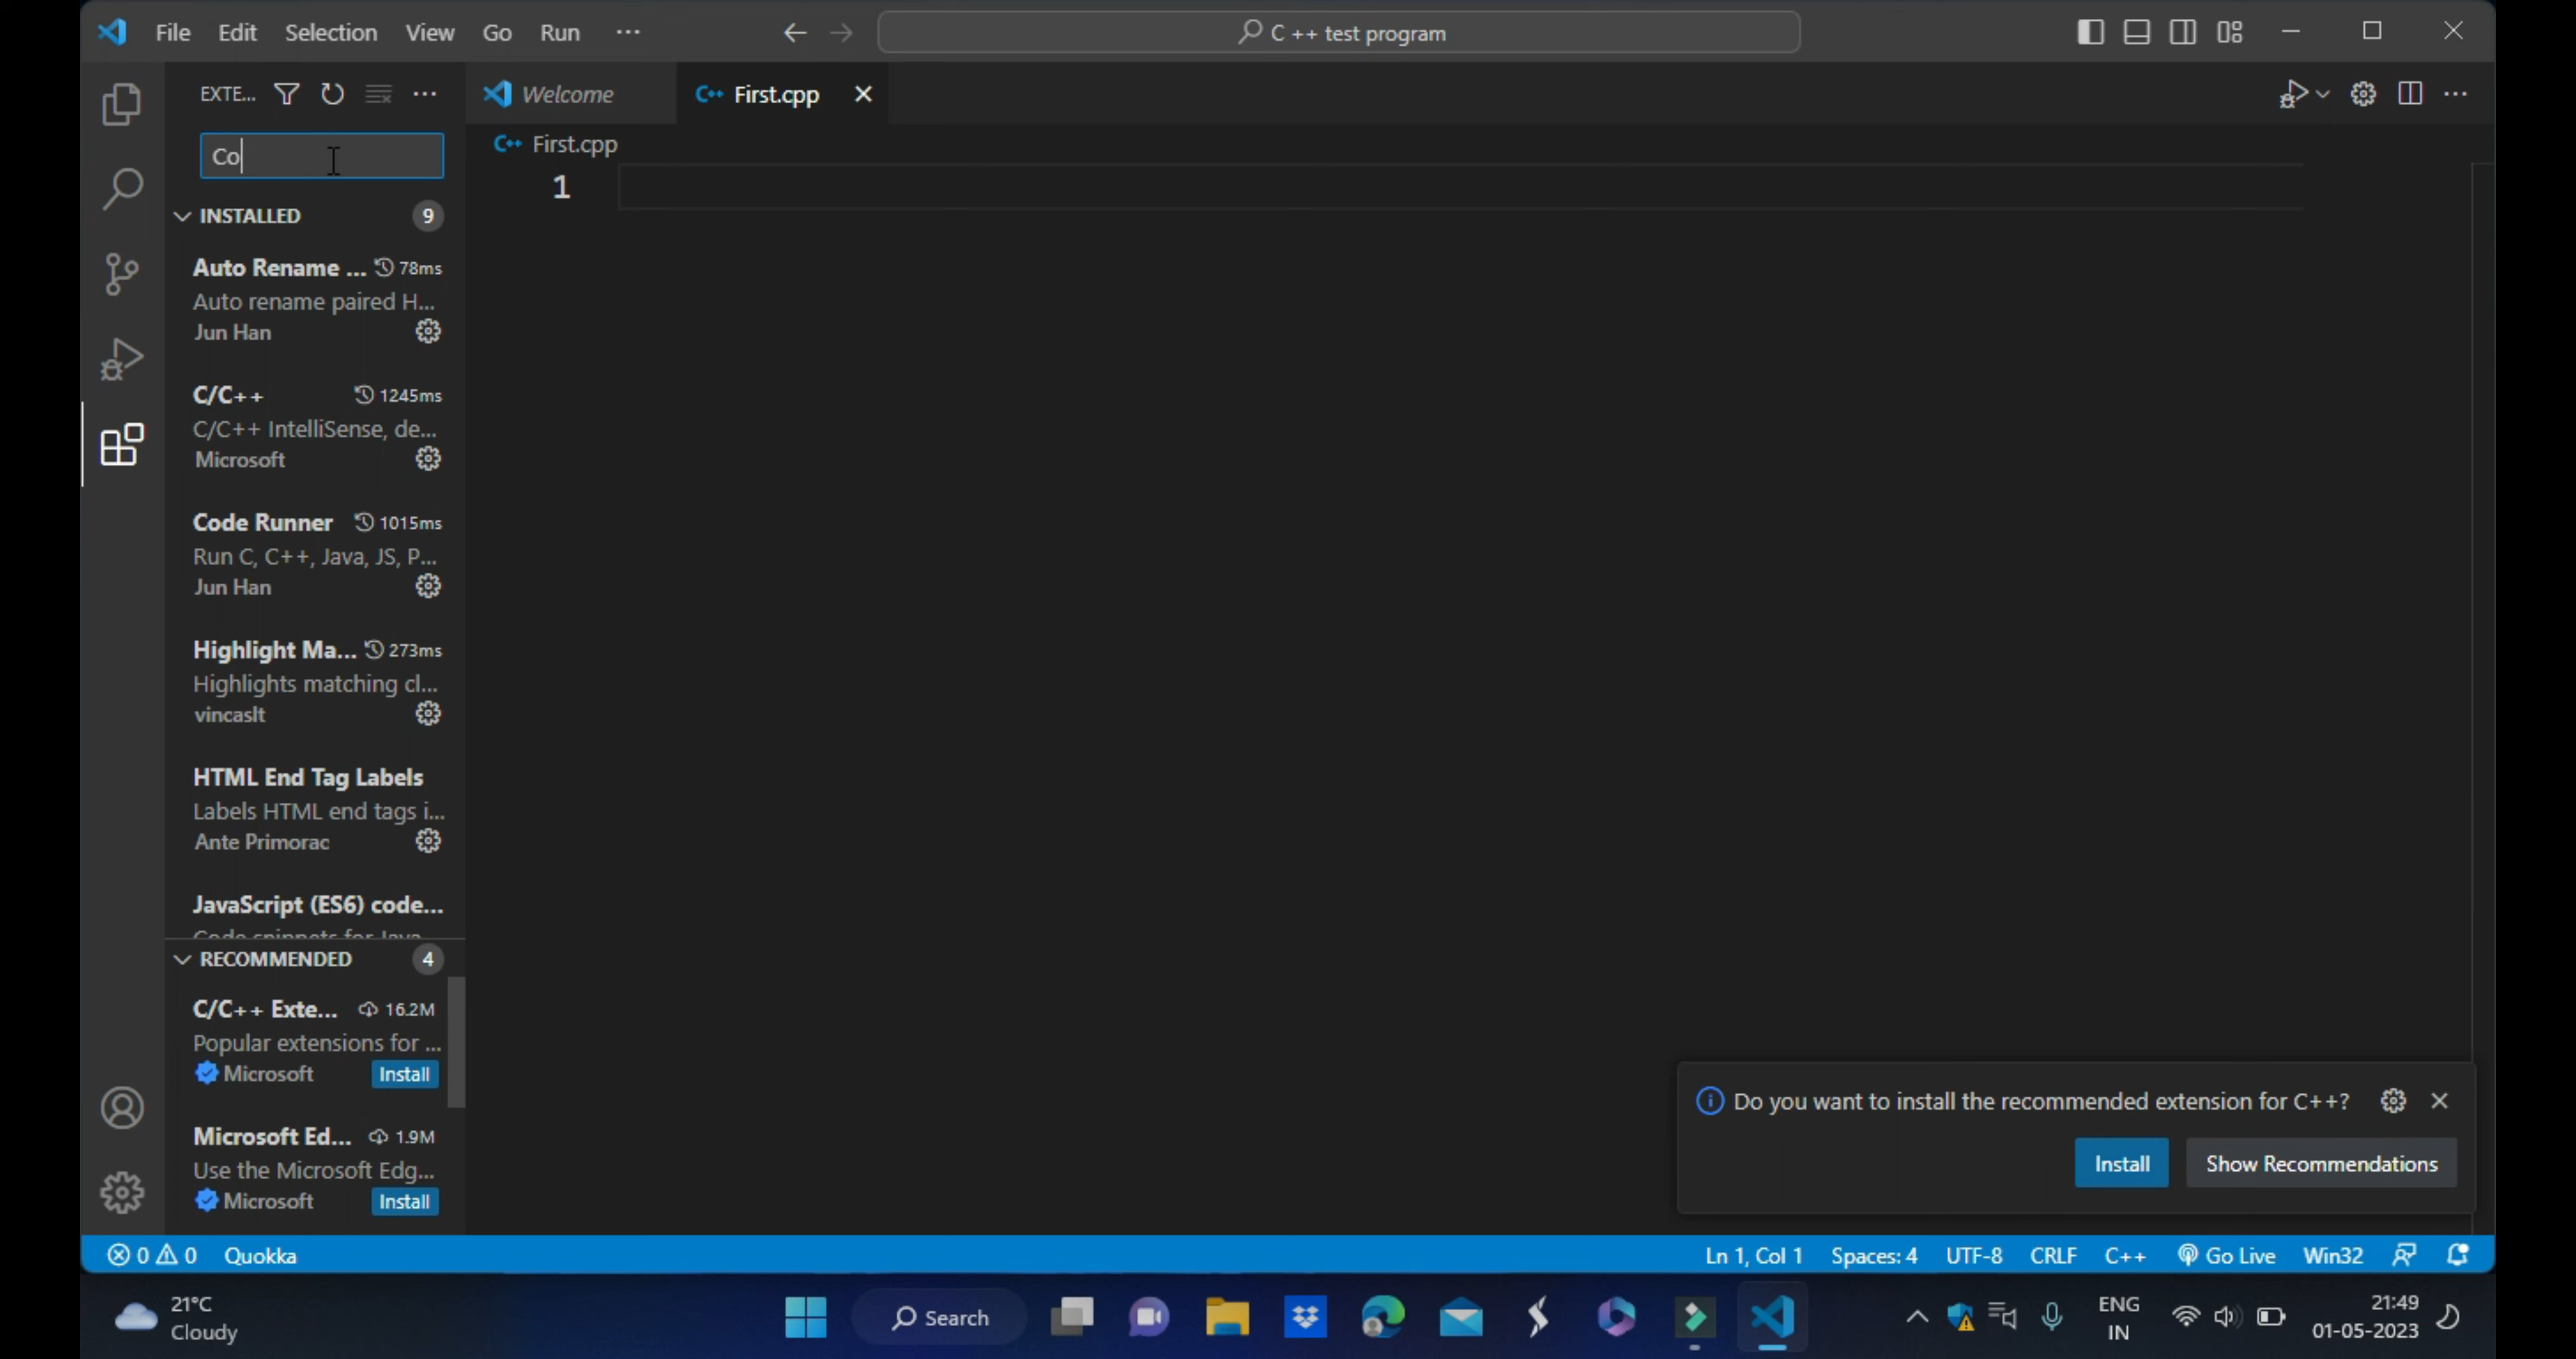 File Edit Selection View Go Run ···
C ++ test program
EXTE...
Welcome
C++ First.cpp
C++ First.cpp
Co
1
INSTALLED 9
Auto Rename ... 78ms
Auto rename paired H...
Jun Han
C/C++ 1245ms
C/C++ IntelliSense, de...
Microsoft
Code Runner 1015ms
Run C, C++, Java, JS, P...
Jun Han
Highlight Ma... 273ms
Highlights matching cl...
vincaslt
HTML End Tag Labels
Labels HTML end tags i...
Ante Primorac
JavaScript (ES6) code...
Code snippets for Java
RECOMMENDED 4
C/C++ Exte... 16.2M
Popular extensions for ...
Microsoft Install
Microsoft Ed... 1.9M
Use the Microsoft Edg...
Microsoft Install
Do you want to install the recommended extension for C++?
Install Show Recommendations
0 0 Quokka
Ln 1, Col 1 Spaces: 4 UTF-8 CRLF C++ Go Live Win32
21°C
Cloudy
Search
ENG
IN
21:49
01-05-2023